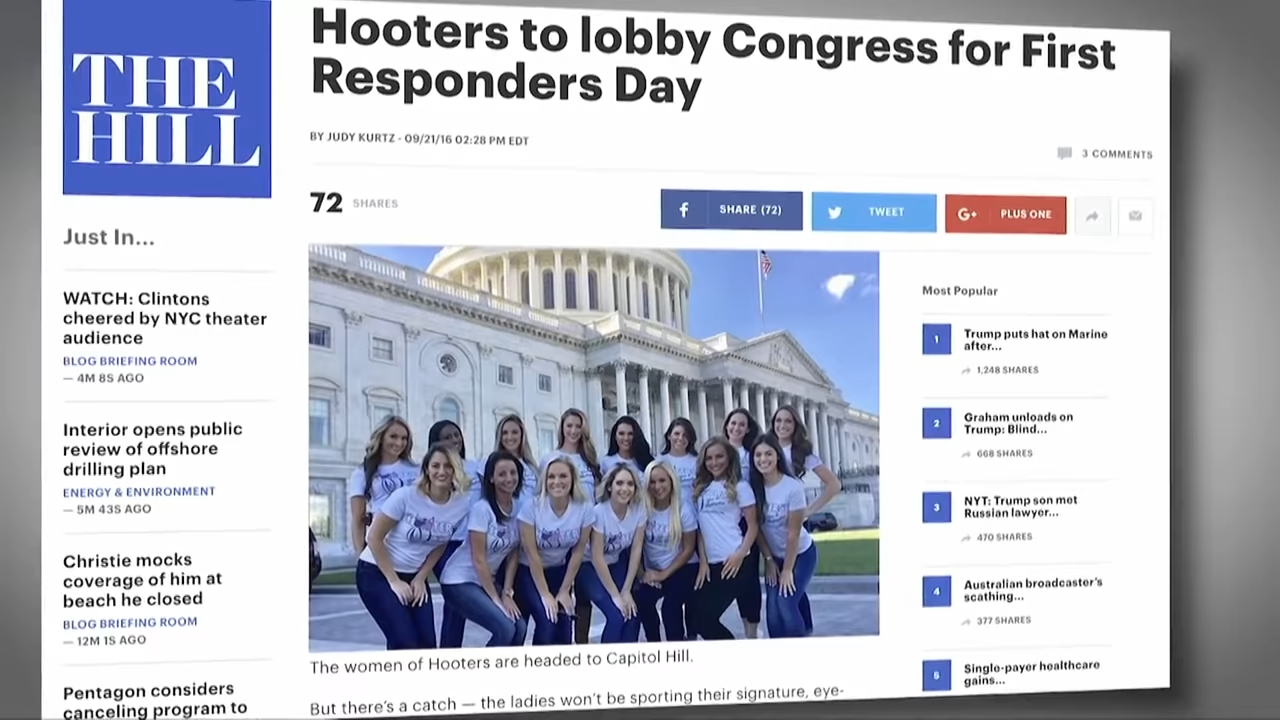 THE
HILL
Hooters to lobby Congress for First
Responders Day
BY JUDY KURTZ - 09/21/16 02:28 PM EDT
3 COMMENTS
72 SHARES
SHARE (72)
TWEET
G+ PLUS ONE
Just In...
WATCH: Clintons
cheered by NYC theater
audience
BLOG BRIEFING ROOM
— 4M 8S AGO
Interior opens public
review of offshore
drilling plan
ENERGY & ENVIRONMENT
— 5M 43S AGO
Christie mocks
coverage of him at
beach he closed
BLOG BRIEFING ROOM
— 12M 1S AGO
Pentagon considers
canceling program to
The women of Hooters are headed to Capitol Hill.
But there's a catch — the ladies won't be sporting their signature, eye-
Most Popular
1
Trump puts hat on Marine
after...
1,248 SHARES
2
Graham unloads on
Trump: Blind...
668 SHARES
3
NYT: Trump son met
Russian lawyer...
470 SHARES
4
Australian broadcaster's
scathing...
377 SHARES
5
Single-payer healthcare
gains...